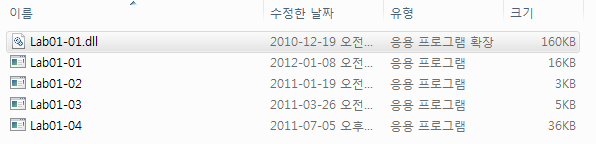 이름 수정한 날짜 유형 크기
Lab01-01.dll 2010-12-19 오전... 응용 프로그램 확장 160KB
Lab01-01 2012-01-08 오전... 응용 프로그램 16KB
Lab01-02 2011-01-19 오전... 응용 프로그램 3KB
Lab01-03 2011-03-26 오전... 응용 프로그램 5KB
Lab01-04 2011-07-05 오후... 응용 프로그램 36KB